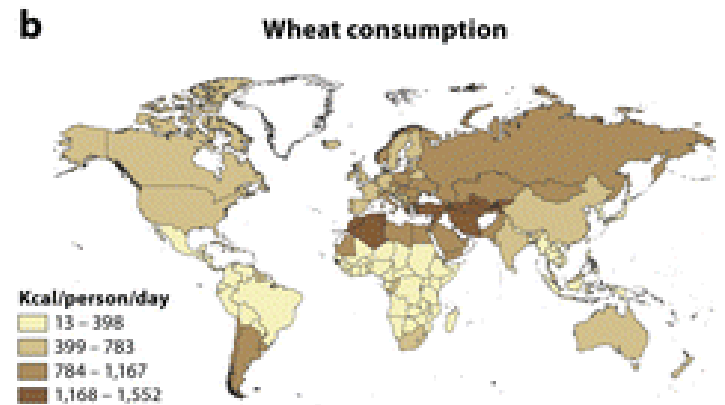 b
Wheat consumption
Kcal/person/day
13 – 398
399 – 783
784 – 1,167
1,168 – 1,552